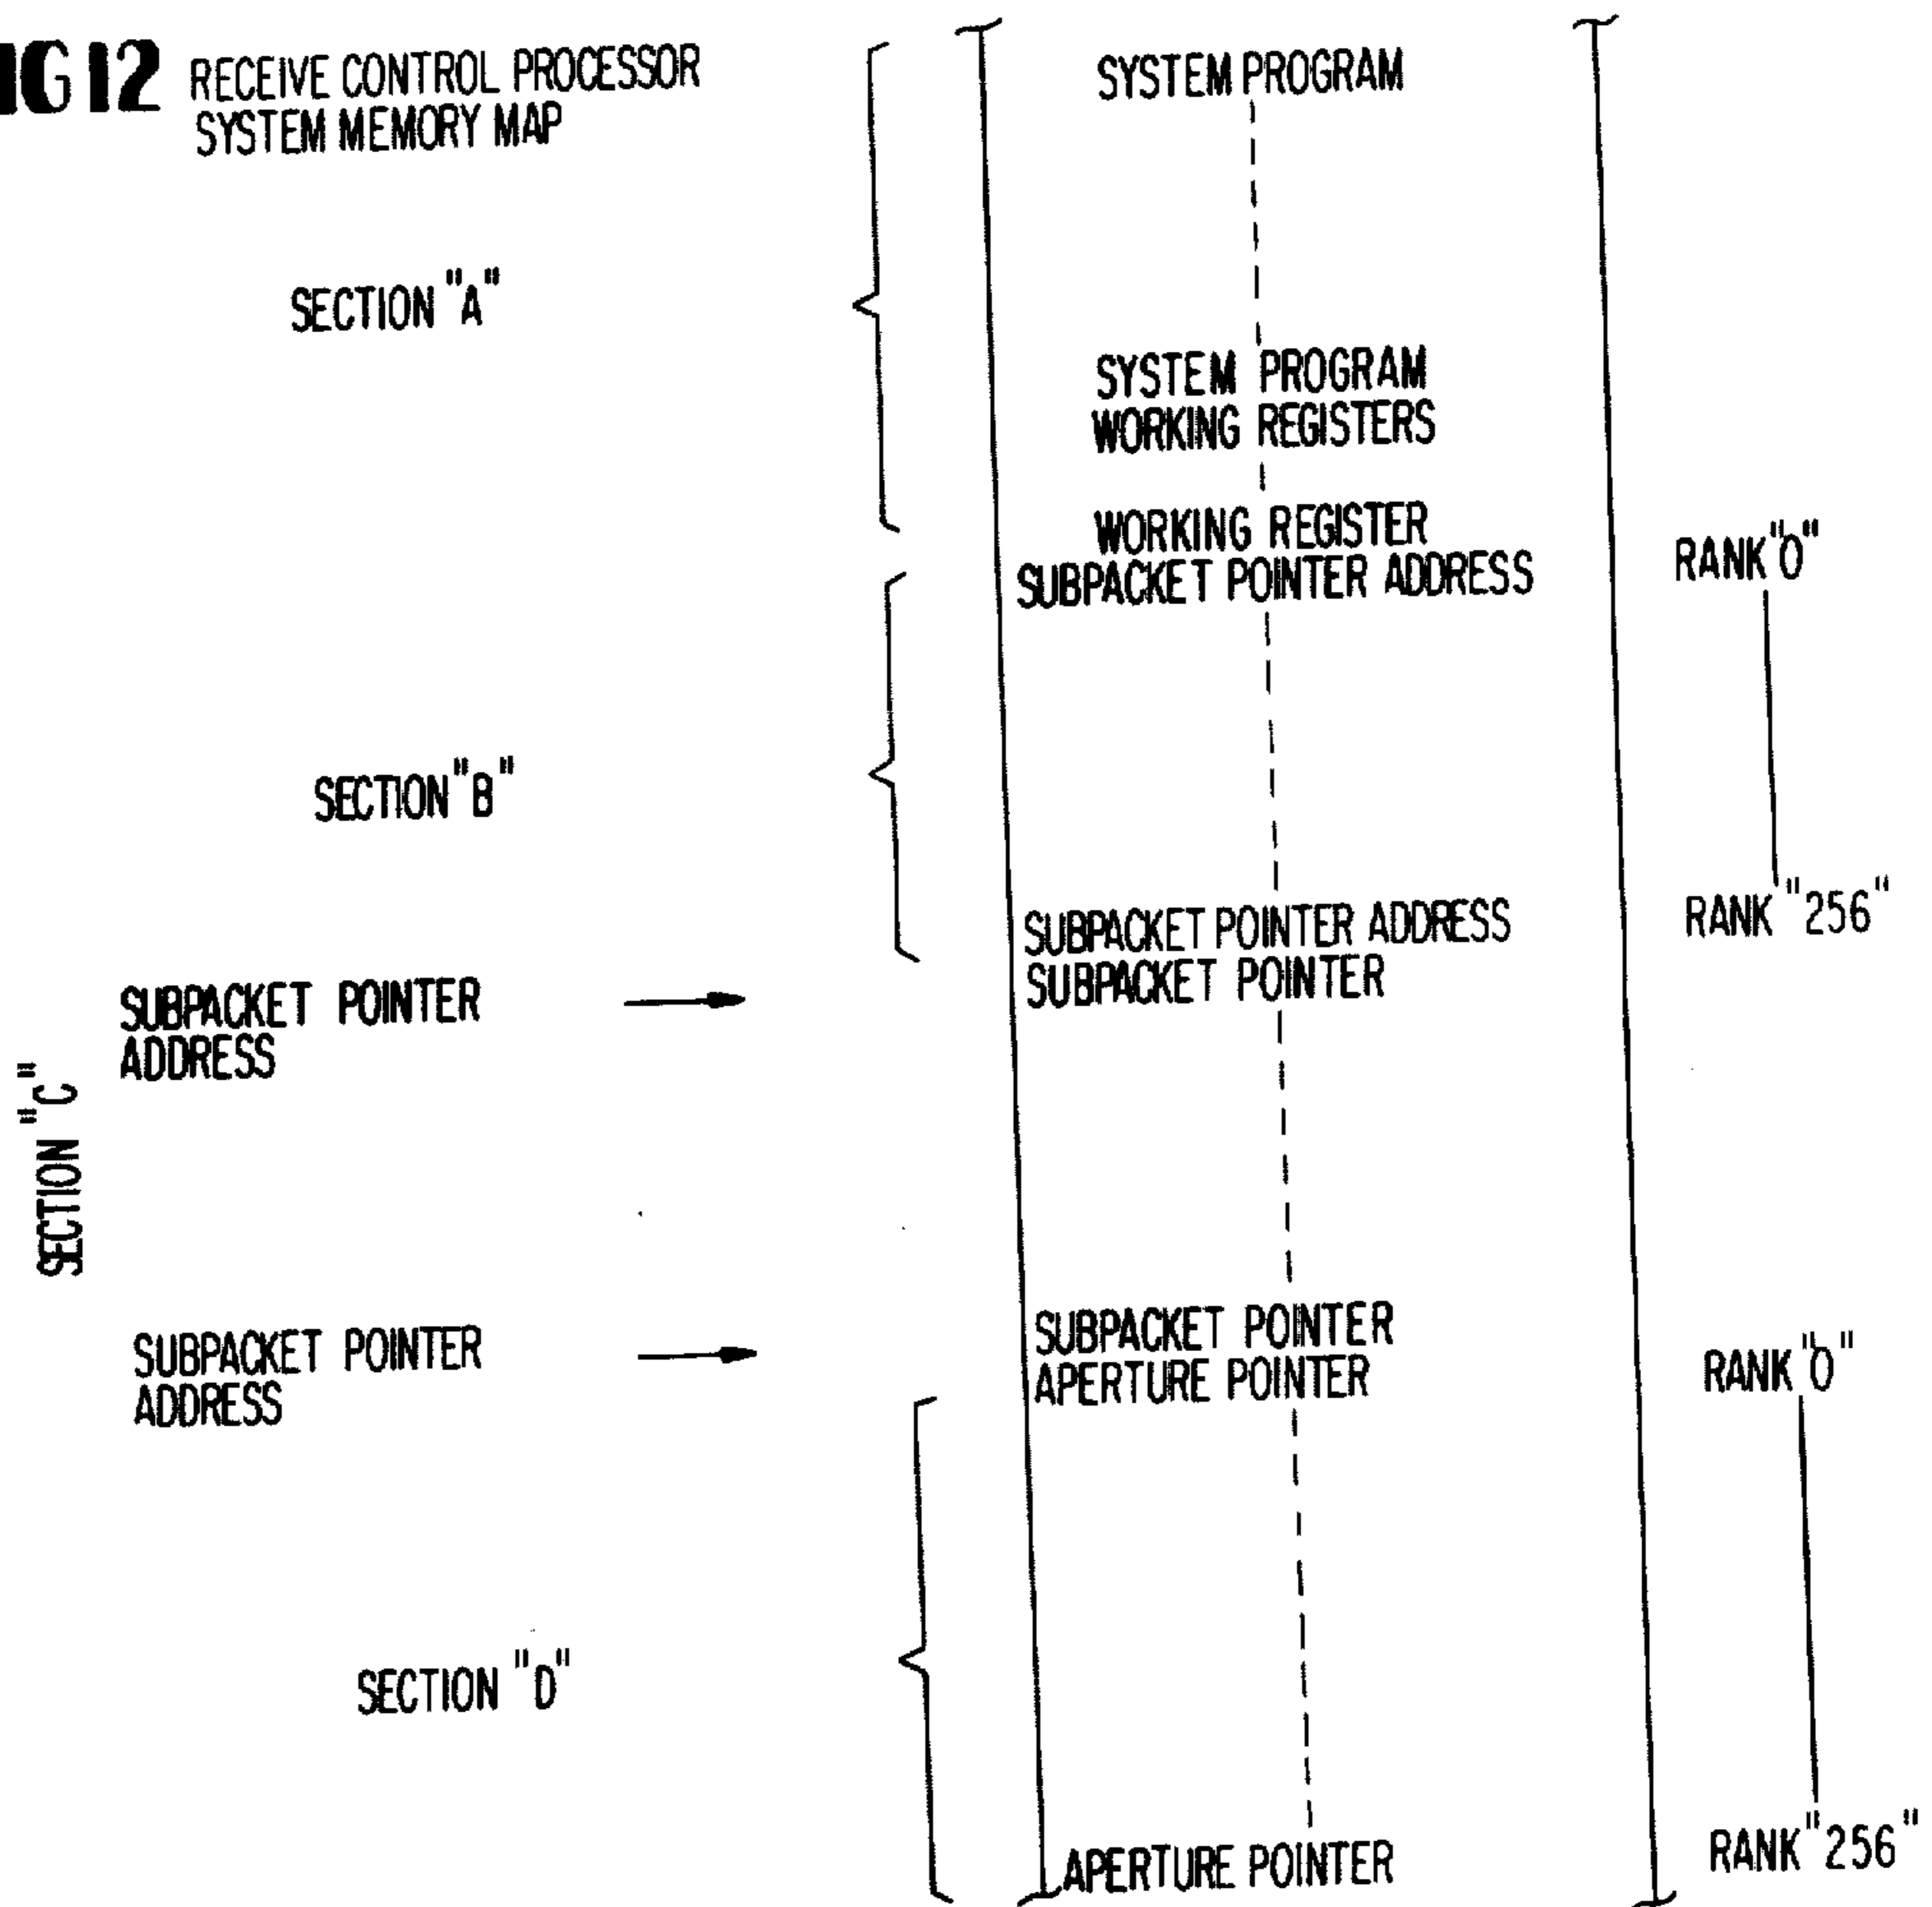 IG 12 RECEIVE CONTROL PROCESSOR
SYSTEM MEMORY MAP
SYSTEM PROGRAM
SECTION "A"
SYSTEM PROGRAM
WORKING REGISTERS
WORKING REGISTER
SUBPACKET POINTER ADDRESS
RANK "0"
SECTION "B"
SUBPACKET POINTER ADDRESS
RANK "256"
SUBPACKET POINTER
SUBPACKET POINTER
ADDRESS
SECTION "C"
SUBPACKET POINTER
APERTURE POINTER
SUBPACKET POINTER
ADDRESS
RANK "0"
SECTION "D"
APERTURE POINTER
RANK "256"